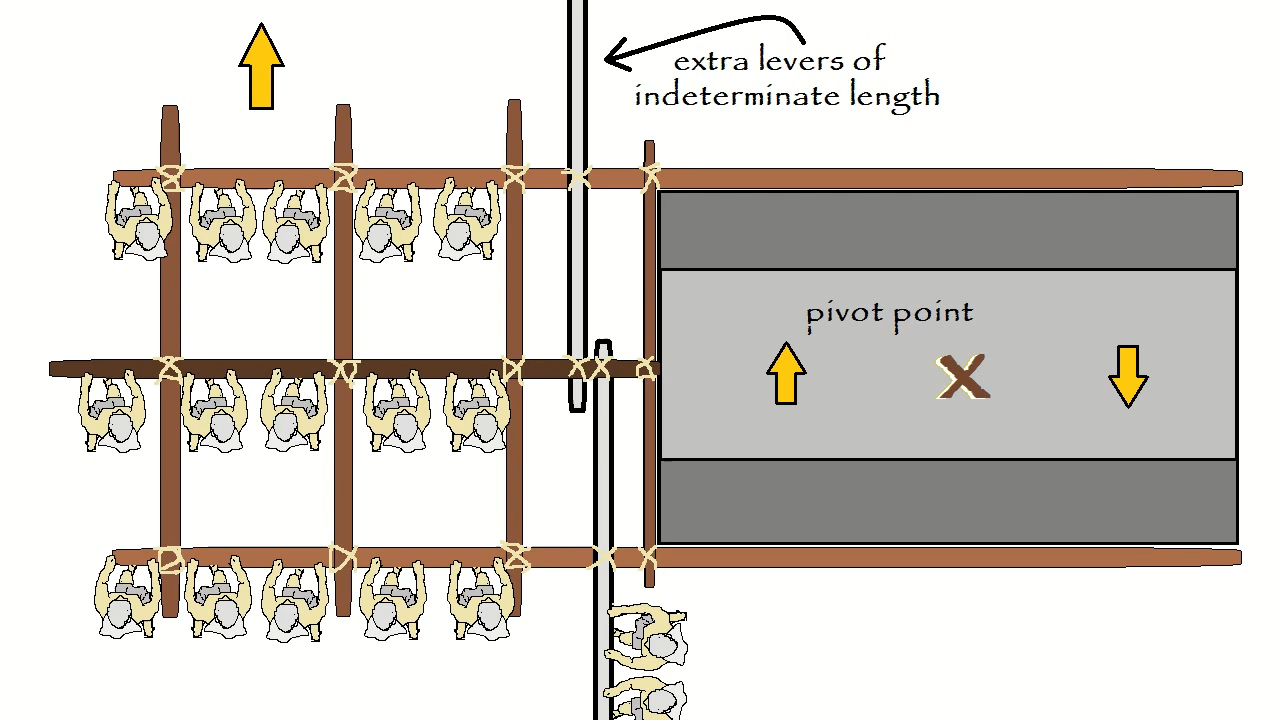 extra levers of
indeterminate length
pivot point